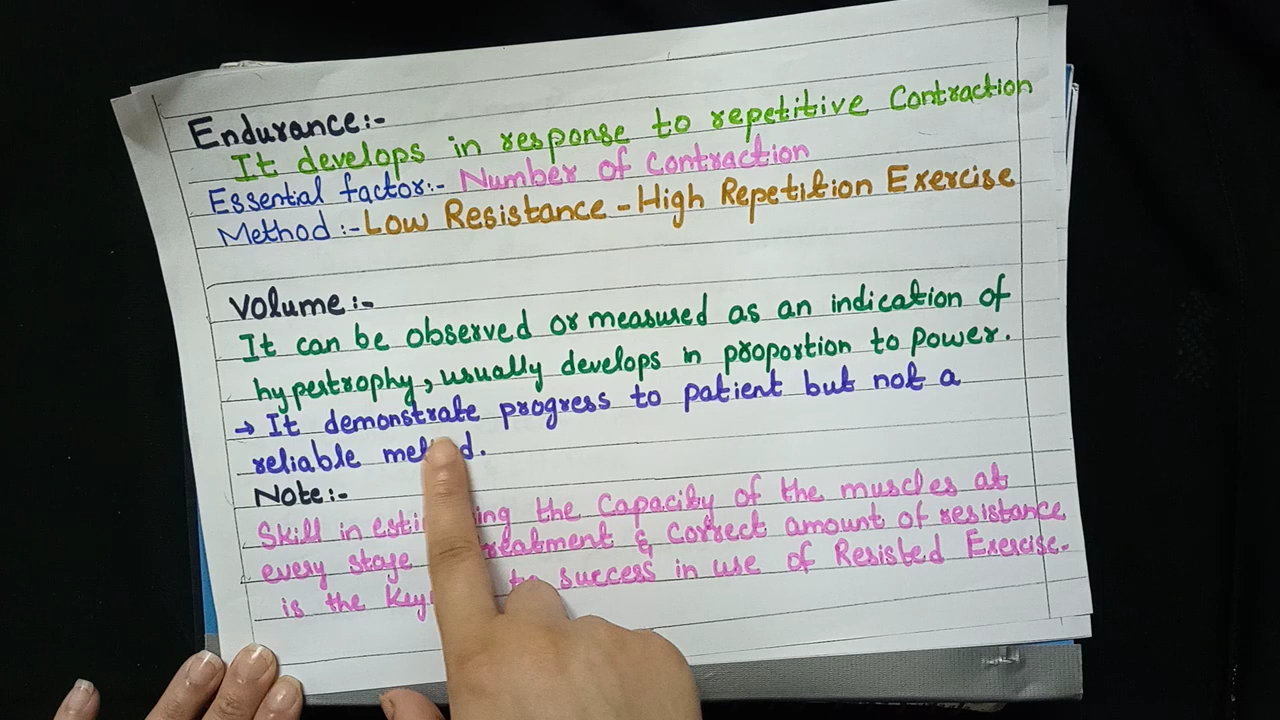 Endurance:-
It develops in response to repetitive Contraction
Essential factor:- Number of contraction
Method:- Low Resistance - High Repetition Exercise
Volume:-
It can be observed or measured as an indication of
hypertrophy, usually develops in proportion to power.
→ It demonstrate progress to patient but not a
reliable
Note:-
Skill in the Capacity of the muscles at
every stage & Correct amount of resistance
is the success in use of Resisted Exercise.